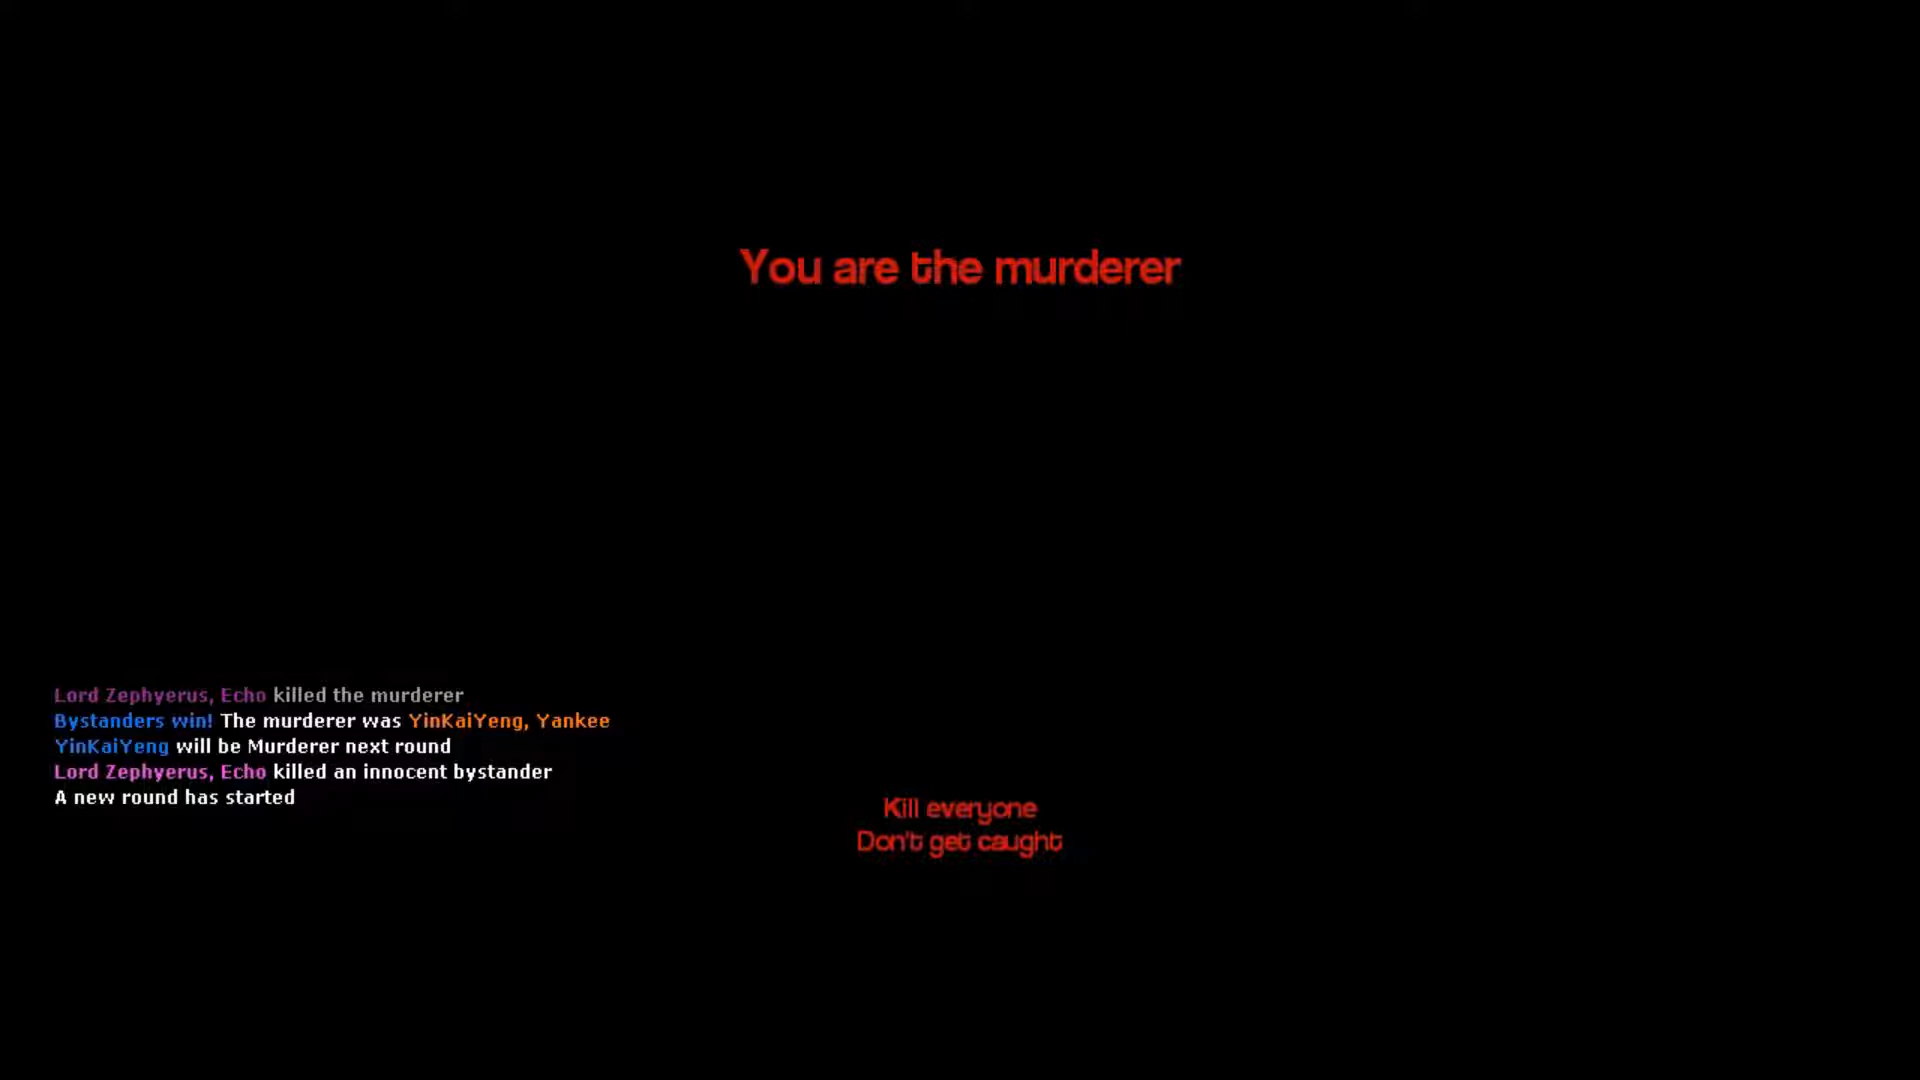 You are the murderer
Lord Zephyerus, Echo killed the murderer
Bystanders win! The murderer was YinKaiYeng, Yankee
YinKaiYeng will be Murderer next round
Lord Zephyerus, Echo killed an innocent bystander
A new round has started
Kill everyone
Don't get caught